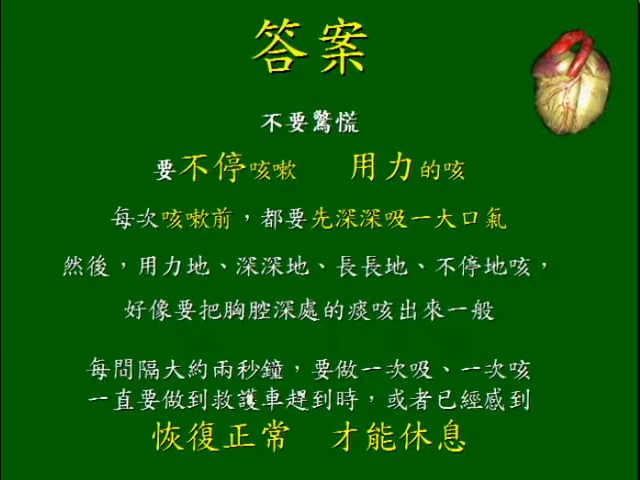 答案
不要驚慌
要不停咳嗽 用力的咳
每次咳嗽前，都要先深深吸一大口氣
然後，用力地、深深地、長長地、不停地咳，
好像要把胸腔深處的痰咳出來一般
每間隔大約兩秒鐘，要做一次吸、一次咳
一直要做到救護車趕到時，或者已經感到
恢復正常 才能休息